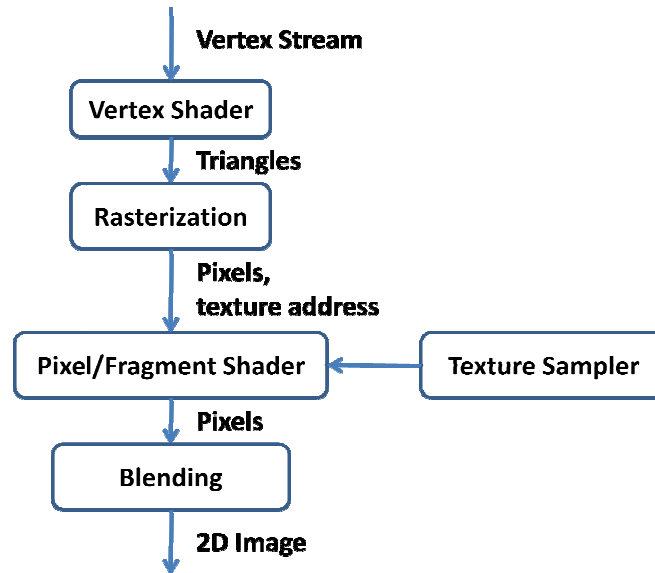 Vertex Stream
Vertex Shader
Triangles
Rasterization
Pixels,
texture address
Pixel/Fragment Shader
Texture Sampler
Pixels
Blending
2D Image